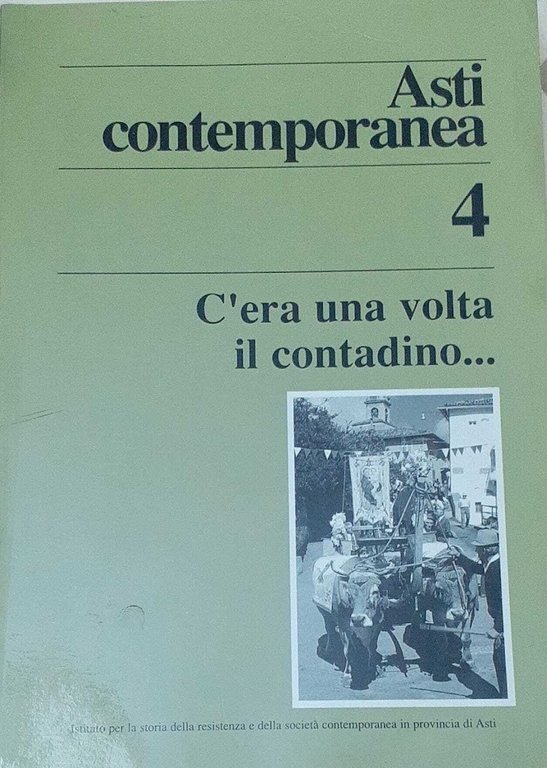 Asti
contemporanea
4
C'era una volta
il contadino...
Istituto per la storia della resistenza e della società contemporanea in provincia di Asti